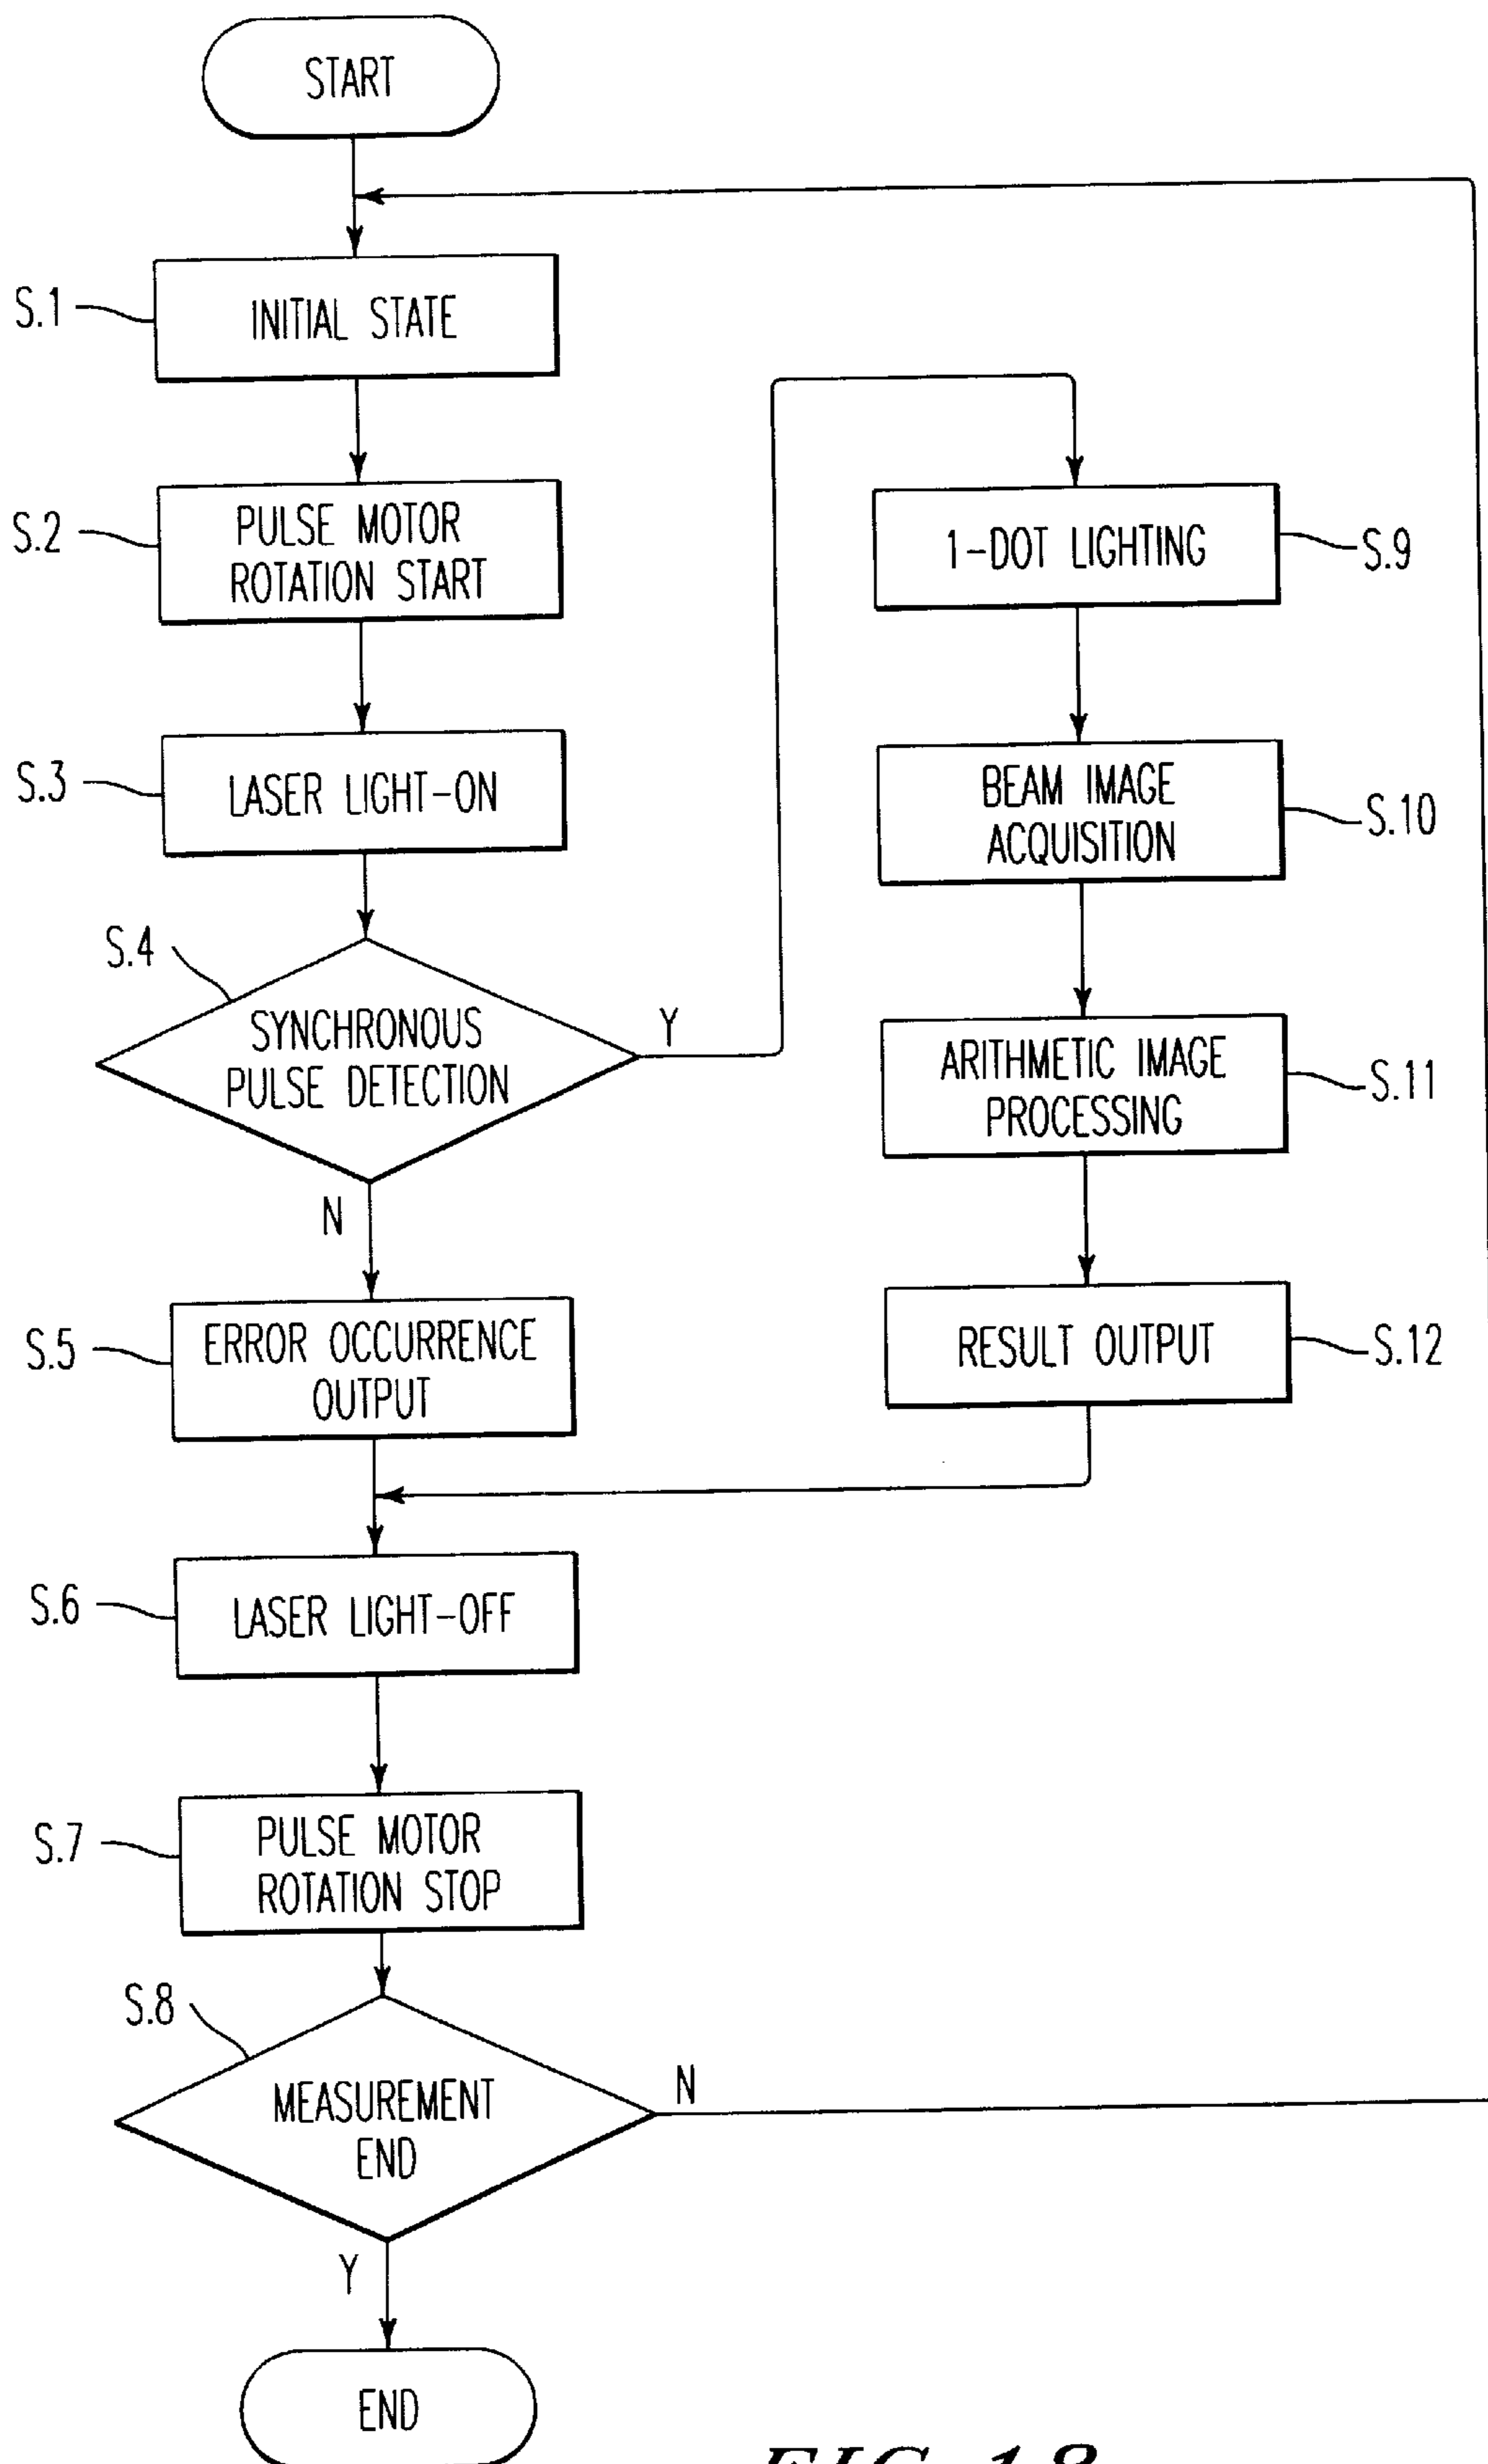 START
S.1
INITIAL STATE
S.2
PULSE MOTOR
ROTATION START
S.3
LASER LIGHT-ON
S.4
SYNCHRONOUS
PULSE DETECTION
Y
N
S.5
ERROR OCCURRENCE
OUTPUT
S.6
LASER LIGHT-OFF
S.7
PULSE MOTOR
ROTATION STOP
S.8
MEASUREMENT
END
N
Y
END
1-DOT LIGHTING
S.9
BEAM IMAGE
ACQUISITION
S.10
ARITHMETIC IMAGE
PROCESSING
S.11
RESULT OUTPUT
S.12